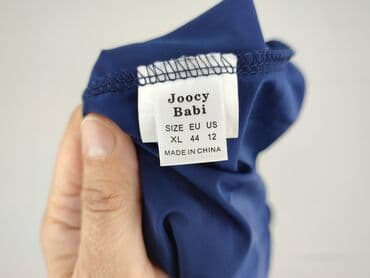 Joocy
Babi
SIZE EU US
XL 44 12
MADE IN CHINA